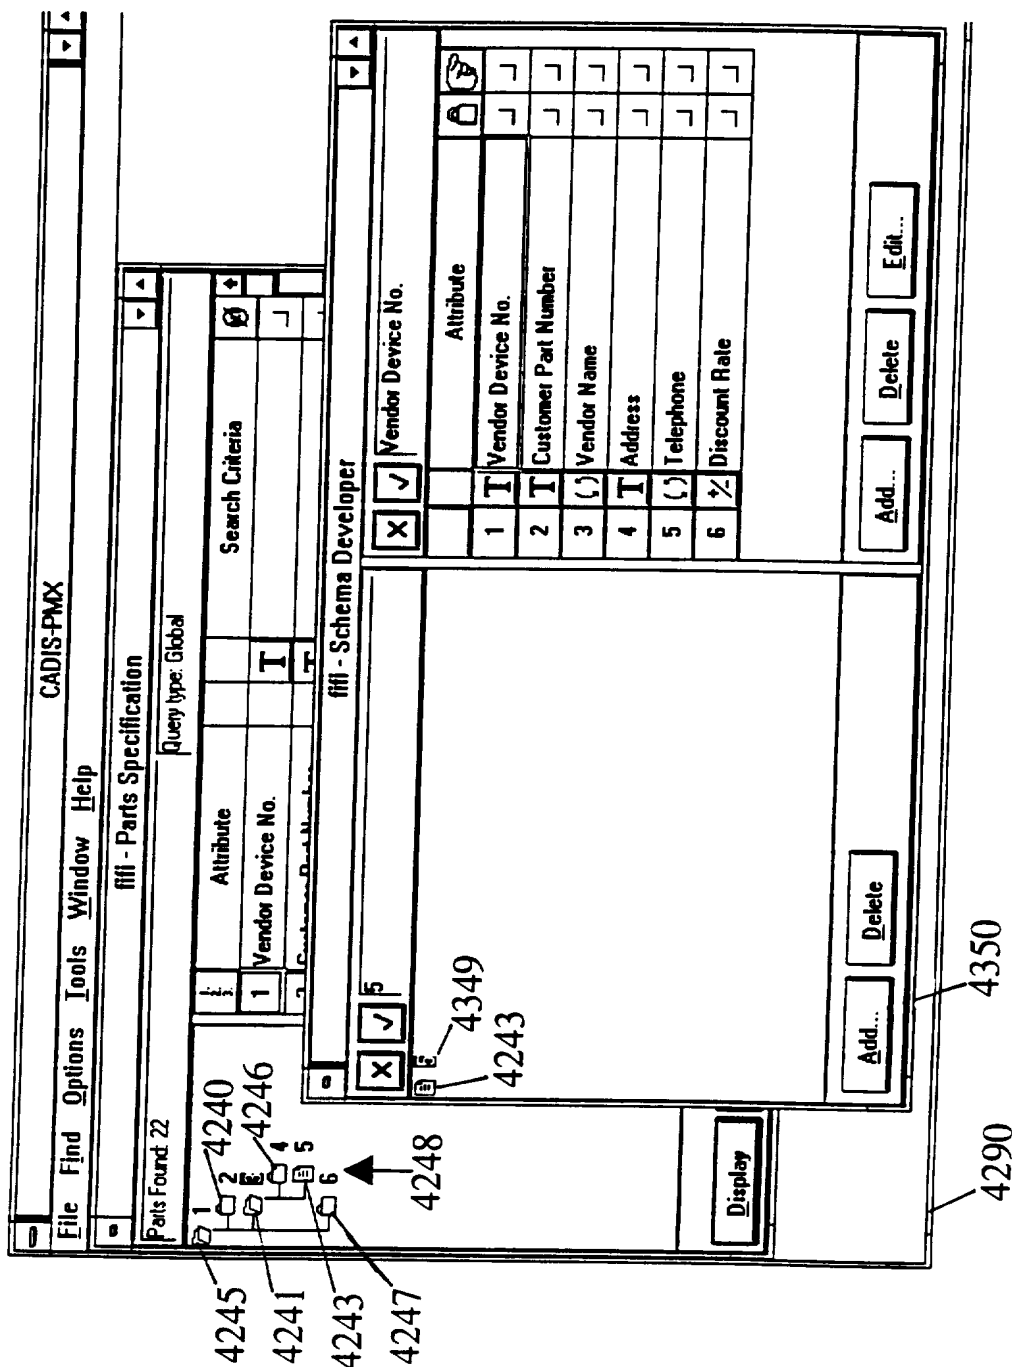 CADIS-PMX
File Find Options Tools Window Help
fifi - Parts Specification
Parts Found: 22
Query type: Global
Attribute
Search Criteria
1 Vendor Device No. T
T
1
2
4
5
6
Display
fifi - Schema Developer
5
Vendor Device No.
Attribute
1 T Vendor Device No.
2 T Customer Part Number
3 ( ) Vendor Name
4 T Address
5 ( ) Telephone
6 +/- Discount Rate
Add... Delete
Add... Delete Edit...
4245
4241
4243
4247
4240
4246
4248
4349
4243
4350
4290